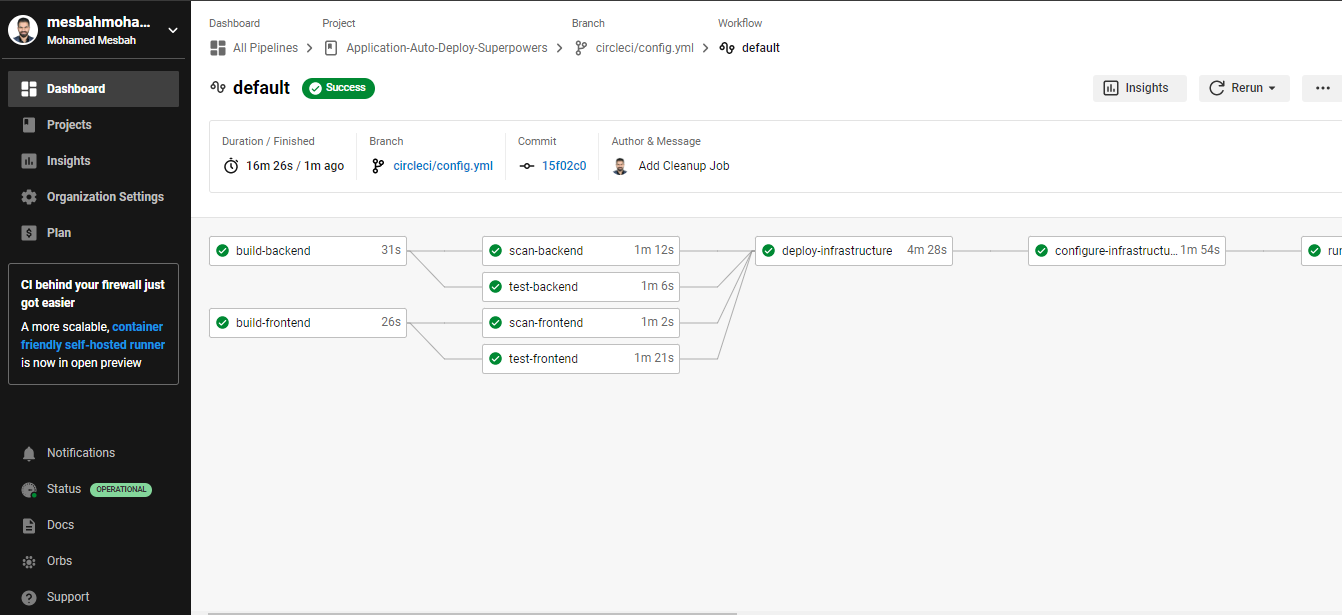 mesbahmoha...
Mohamed Mesbah
Dashboard
Projects
Insights
Organization Settings
Plan
CI behind your firewall just
got easier
A more scalable, container
friendly self-hosted runner
is now in open preview
Notifications
Status OPERATIONAL
Docs
Orbs
Support
Dashboard Project Branch Workflow
All Pipelines Application-Auto-Deploy-Superpowers circleci/config.yml default
default Success Insights Rerun
Duration / Finished Branch Commit Author & Message
16m 26s / 1m ago circleci/config.yml 15f02c0 Add Cleanup Job
build-backend 31s scan-backend 1m 12s deploy-infrastructure 4m 28s configure-infrastructu... 1m 54s
test-backend 1m 6s
build-frontend 26s scan-frontend 1m 2s
test-frontend 1m 21s